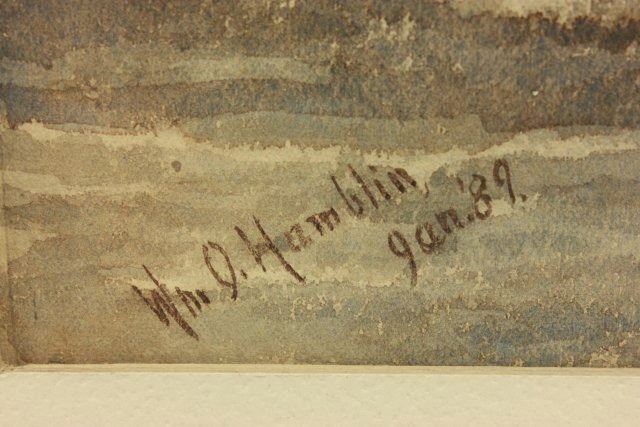 Wm O. Hamblin,
Jan. '89.